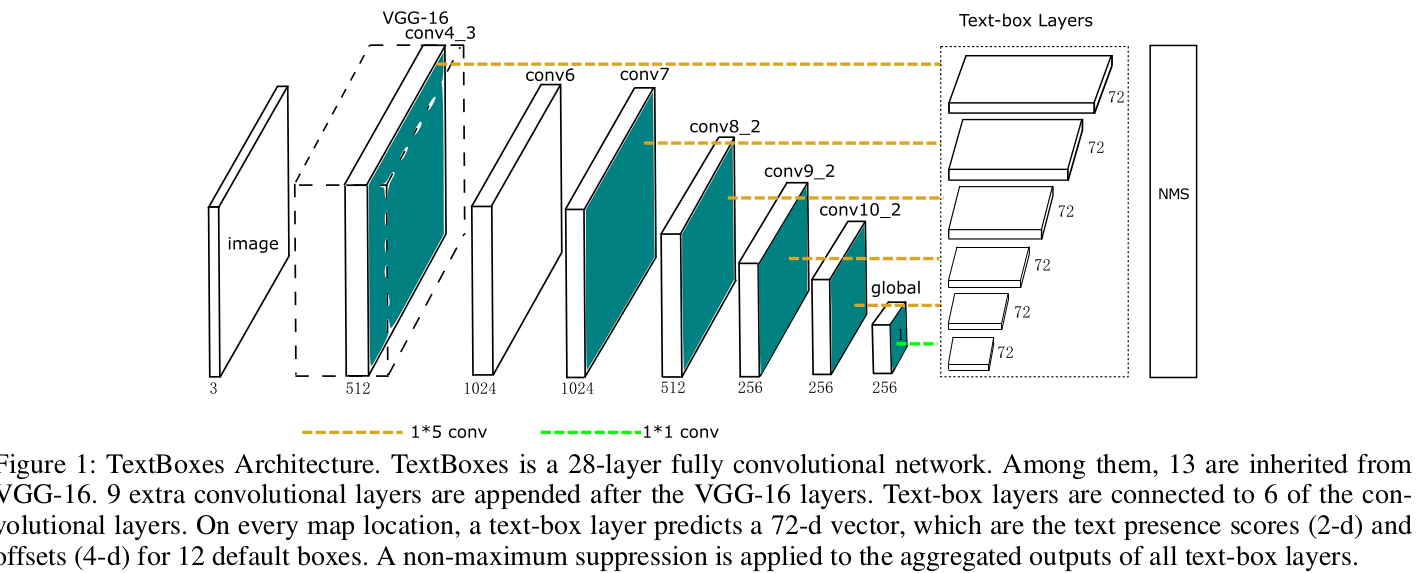 VGG-16
conv4_3
Text-box Layers
conv6
conv7
conv8_2
conv9_2
conv10_2
global
image
1
72
72
72
72
72
72
NMS
3
512
1024
1024
512
256
256
256
1*5 conv
1*1 conv
Figure 1: TextBoxes Architecture. TextBoxes is a 28-layer fully convolutional network. Among them, 13 are inherited from
VGG-16. 9 extra convolutional layers are appended after the VGG-16 layers. Text-box layers are connected to 6 of the con-
volutional layers. On every map location, a text-box layer predicts a 72-d vector, which are the text presence scores (2-d) and
offsets (4-d) for 12 default boxes. A non-maximum suppression is applied to the aggregated outputs of all text-box layers.